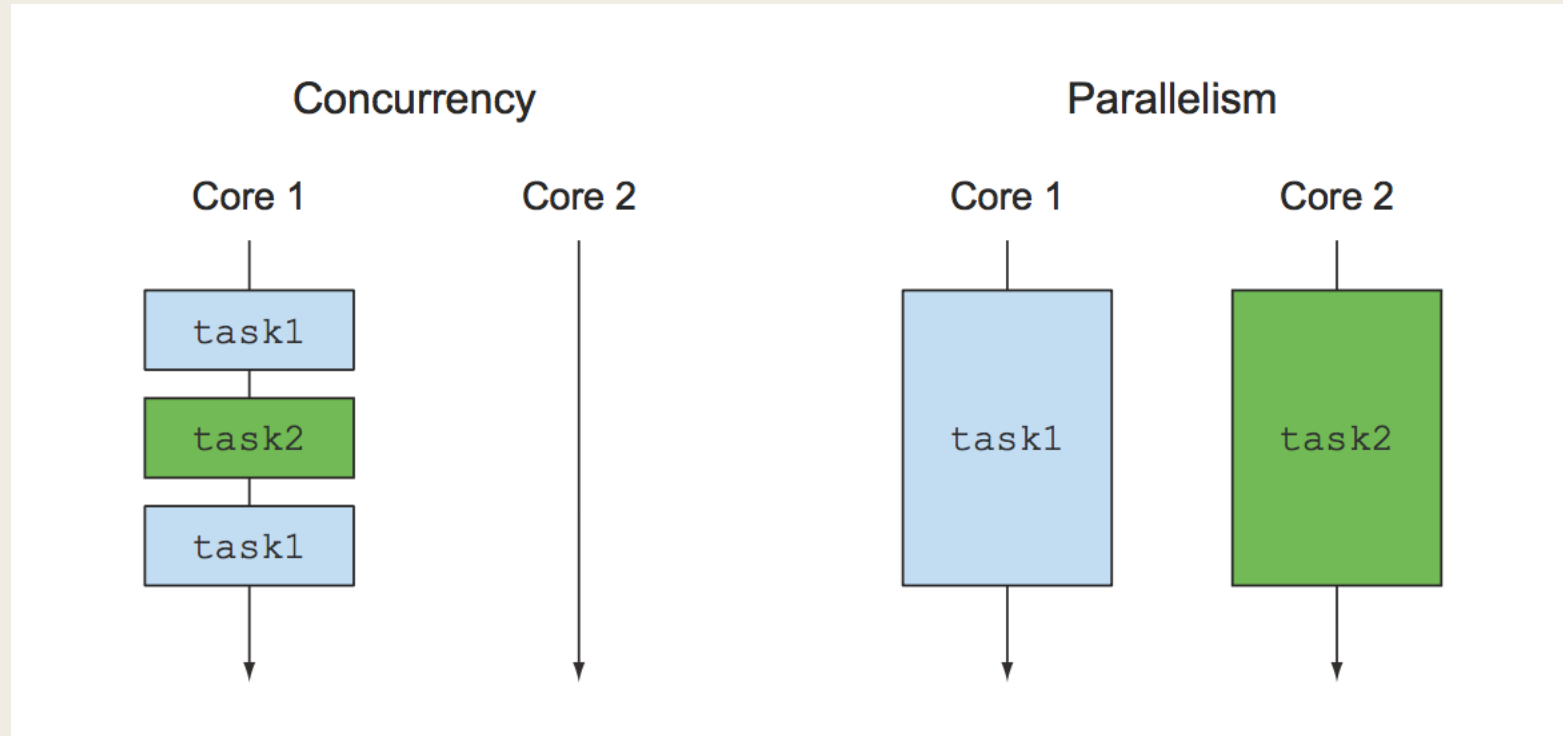 Concurrency
Parallelism
Core 1
Core 2
Core 1
Core 2
task1
task2
task1
task1
task2